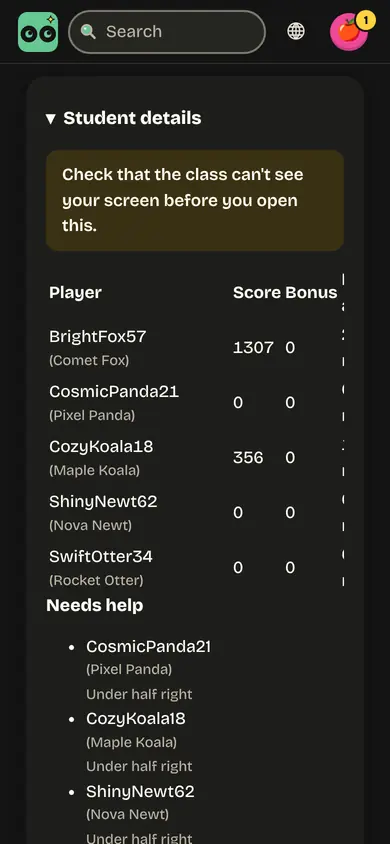 Search
1
▼ Student details
Check that the class can't see
your screen before you open
this.
Player Score Bonus
BrightFox57
(Comet Fox)
1307 0
CosmicPanda21
(Pixel Panda)
0 0
CozyKoala18
(Maple Koala)
356 0
ShinyNewt62
(Nova Newt)
0 0
SwiftOtter34
(Rocket Otter)
0 0
Needs help
• CosmicPanda21
(Pixel Panda)
Under half right
• CozyKoala18
(Maple Koala)
Under half right
• ShinyNewt62
(Nova Newt)
Under half right